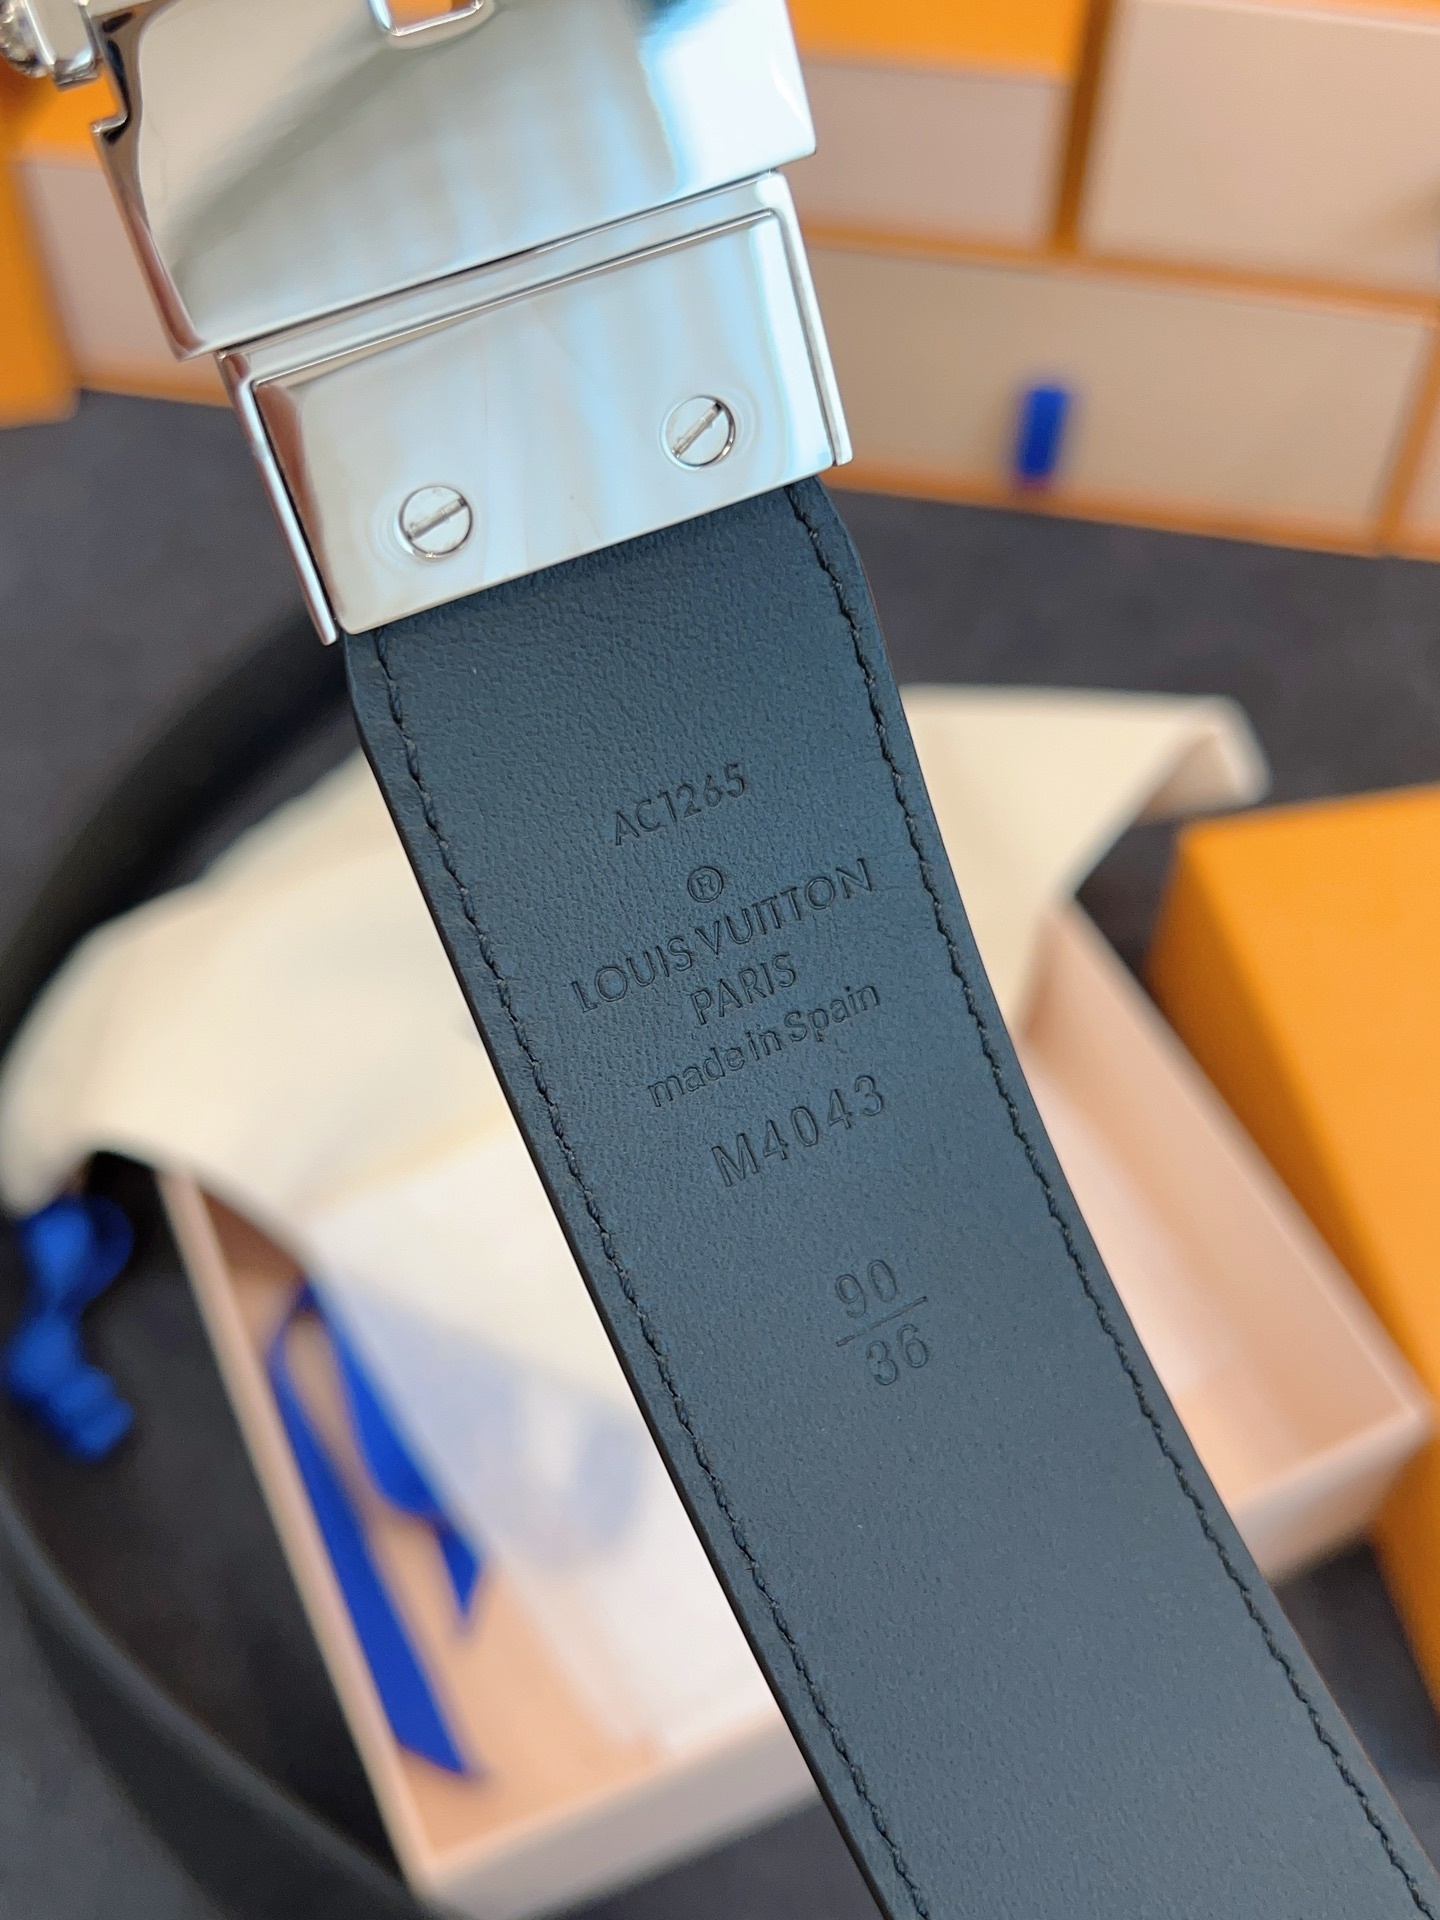 AC1265
®
LOUIS VUITTON
PARIS
made in Spain
M4043
90
36